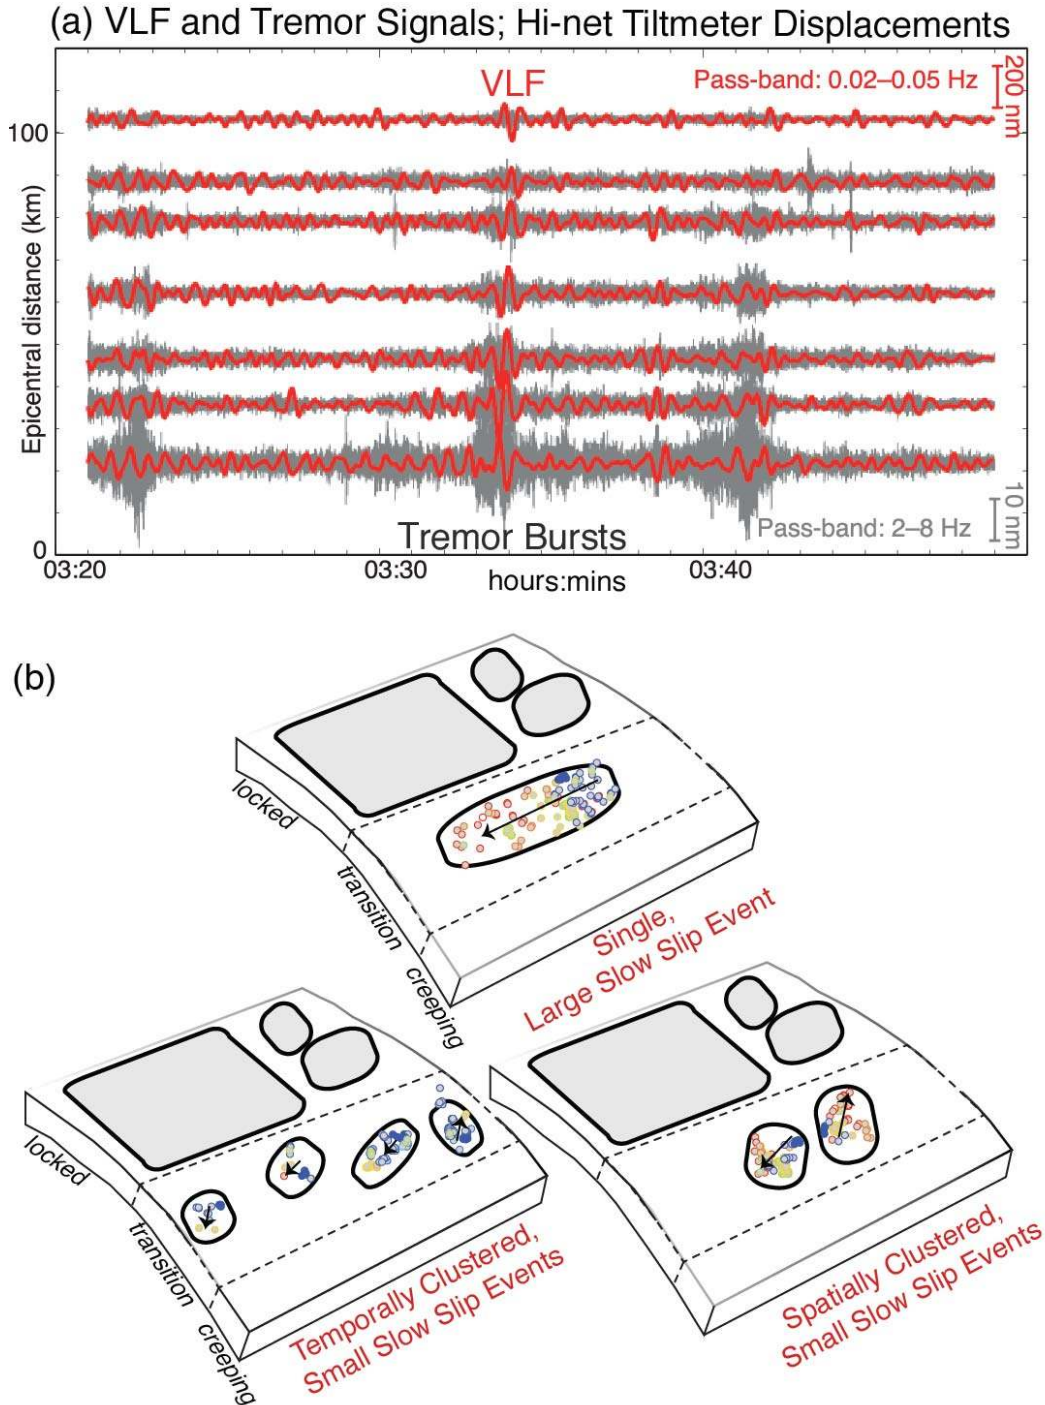 (a) VLF and Tremor Signals; Hi-net Tiltmeter Displacements
VLF
Pass-band: 0.02–0.05 Hz
200 nm
100
Epicentral distance (km)
10 nm
Pass-band: 2–8 Hz
Tremor Bursts
0
03:20
03:30
03:40
hours:mins
(b)
locked
transition
creeping
Single,
Large Slow Slip Event
locked
transition
creeping
Temporally Clustered,
Small Slow Slip Events
Spatially Clustered,
Small Slow Slip Events